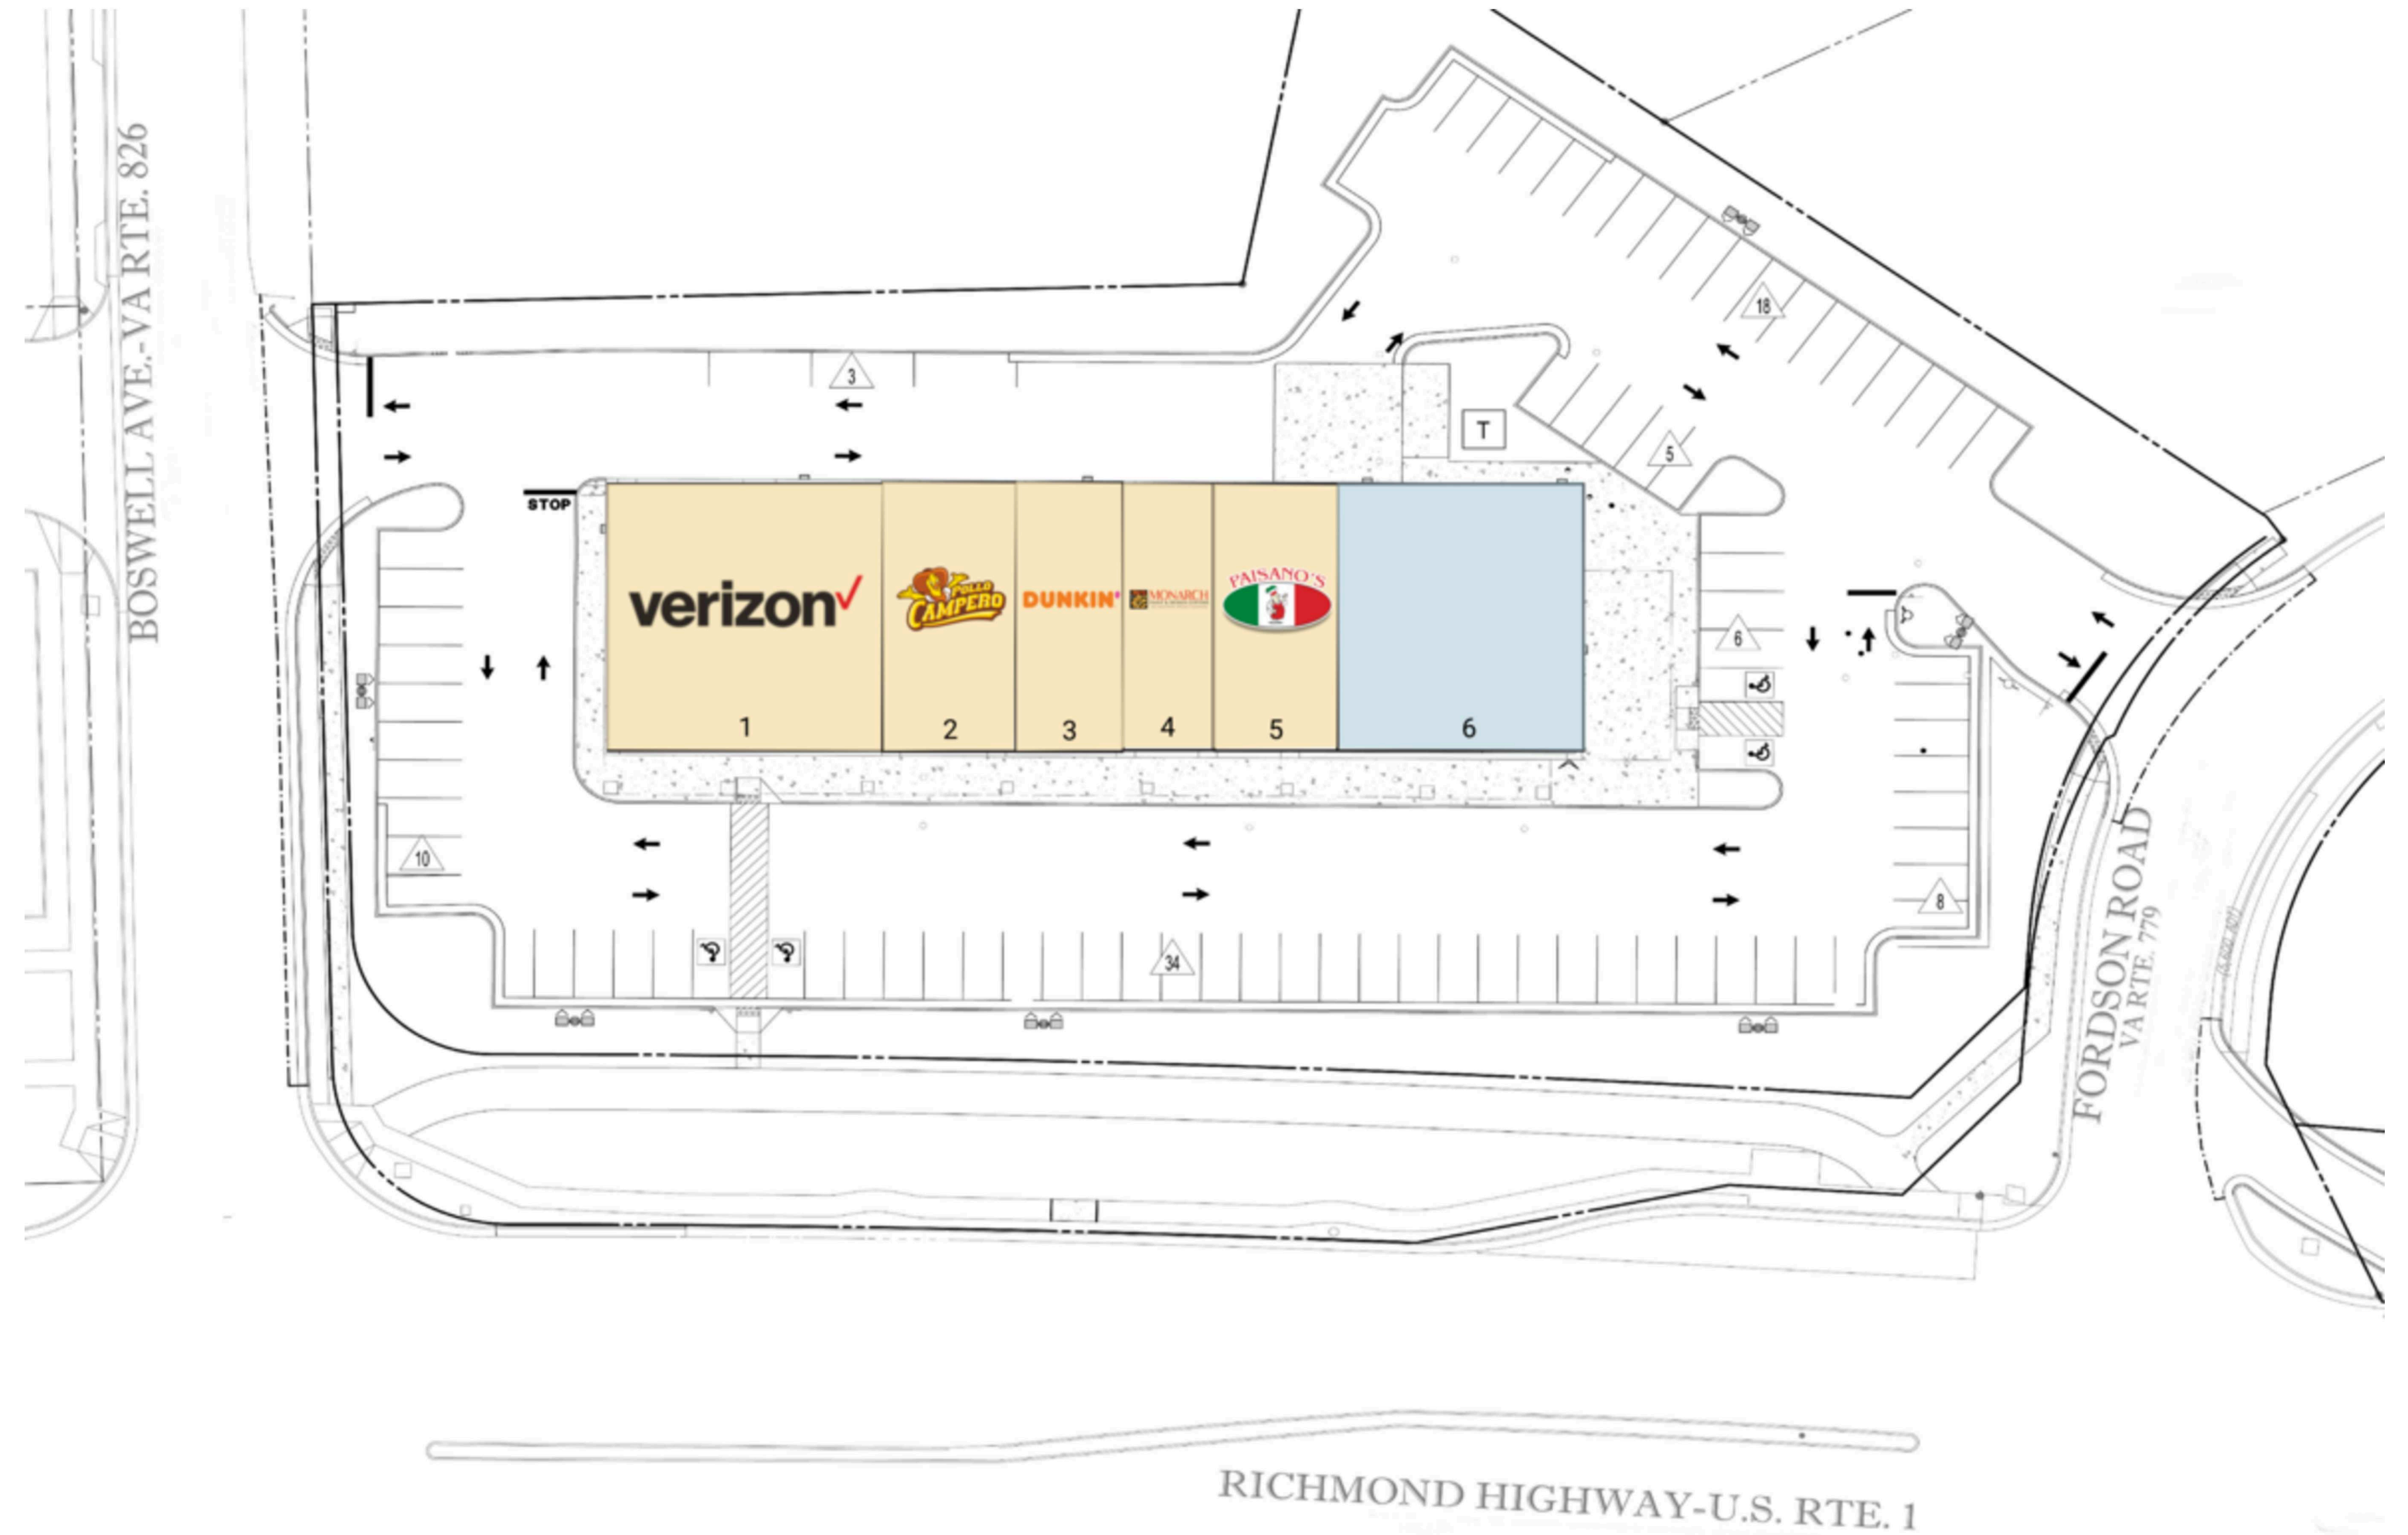 BOSWELL AVE.-VA RTE. 826
18
3
T
5
STOP
verizon
POLLO
CAMPERO
DUNKIN'
MONARCH
PAISANO'S
6
1
2
3
4
5
6
10
8
34
FORDSON ROAD
VA RTE. 779
RICHMOND HIGHWAY-U.S. RTE. 1